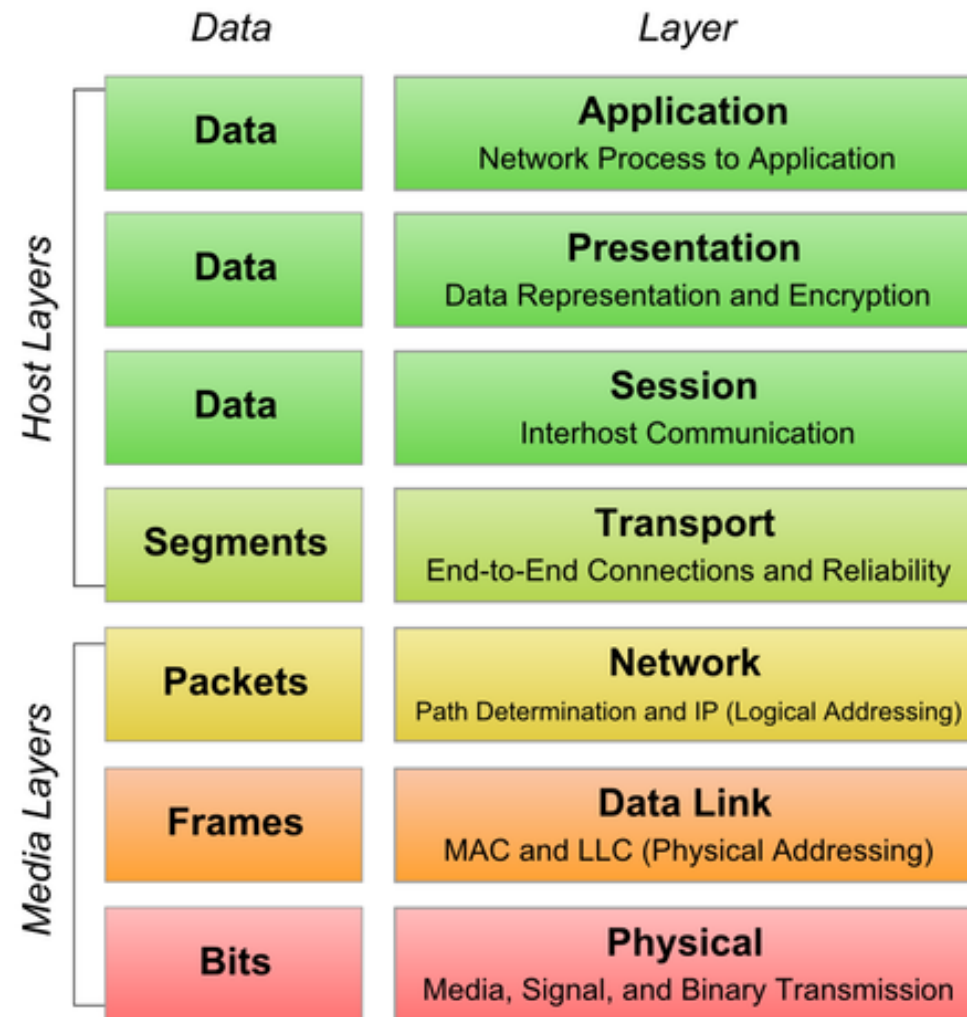 Data
Layer
Host Layers
Data
Application
Network Process to Application
Data
Presentation
Data Representation and Encryption
Data
Session
Interhost Communication
Segments
Transport
End-to-End Connections and Reliability
Media Layers
Packets
Network
Path Determination and IP (Logical Addressing)
Frames
Data Link
MAC and LLC (Physical Addressing)
Bits
Physical
Media, Signal, and Binary Transmission